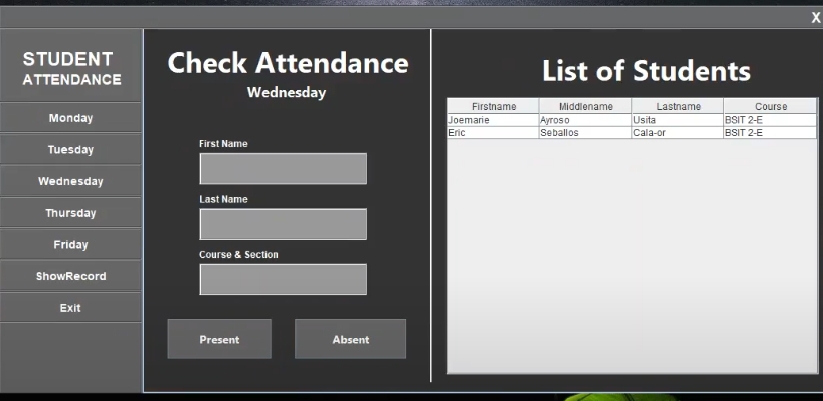 X
STUDENT
ATTENDANCE
Monday
Tuesday
Wednesday
Thursday
Friday
ShowRecord
Exit
Check Attendance
Wednesday
First Name
Last Name
Course & Section
Present Absent
List of Students
Firstname Middlename Lastname Course
Joemarie Ayroso Usita BSIT 2-E
Eric Seballos Cala-or BSIT 2-E